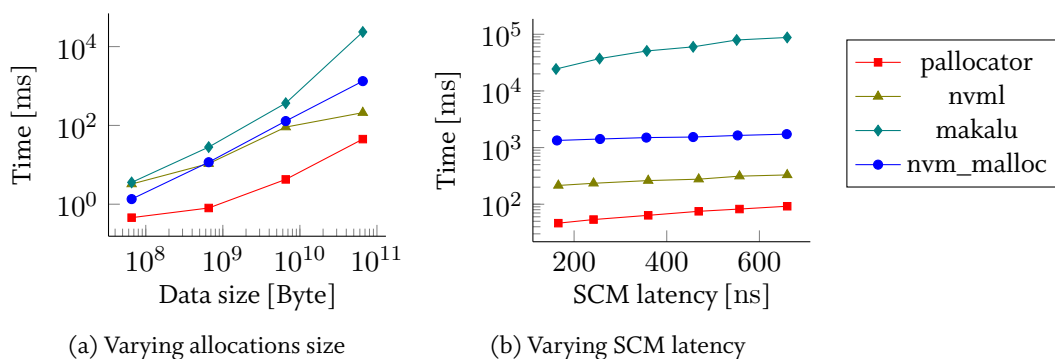 10^4
10^2
10^0
Time [ms]
10^8
10^9
10^10
10^11
Data size [Byte]
(a) Varying allocations size
10^5
10^4
10^3
10^2
Time [ms]
200
400
600
SCM latency [ns]
(b) Varying SCM latency
pallocator
nvml
makalu
nvm_malloc